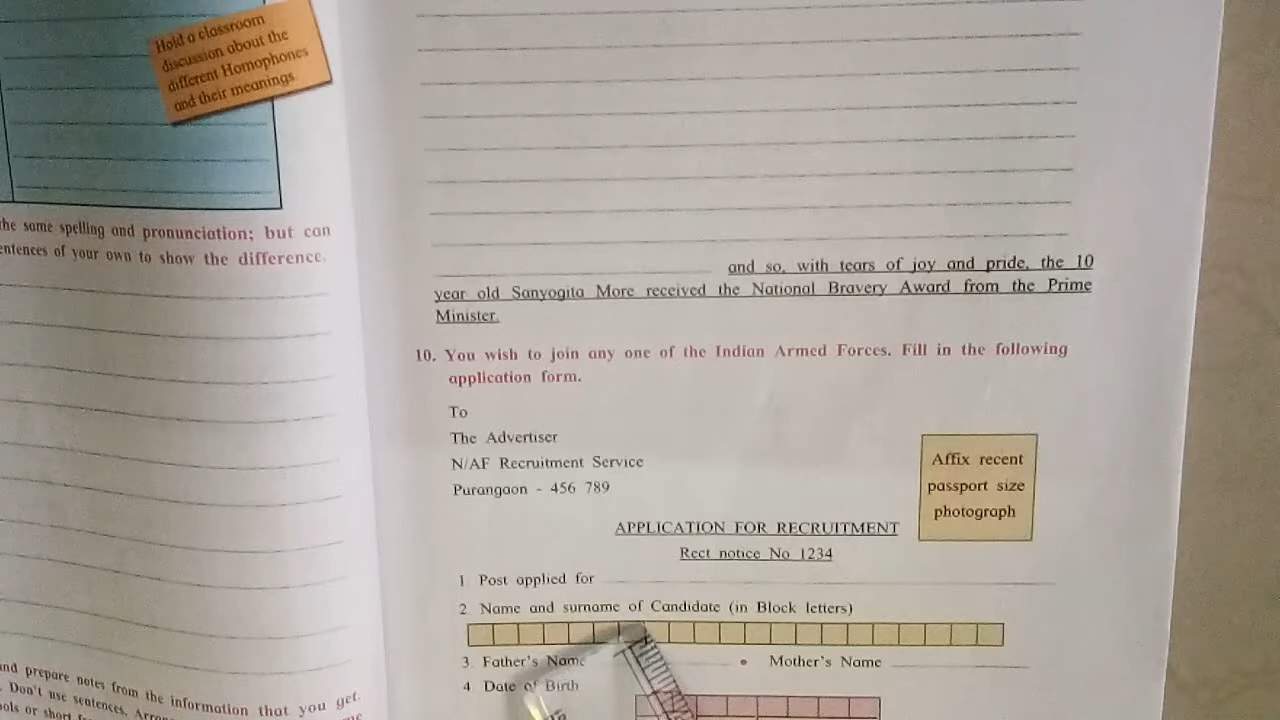 Hold a classroom
discussion about the
different Homophones
and their meanings.
the same spelling and pronunciation; but can
entences of your own to show the difference.
and prepare notes from the information that you get.
Don't use sentences.
or short
and so, with tears of joy and pride, the 10
year old Sanyogita More received the National Bravery Award from the Prime
Minister.
10. You wish to join any one of the Indian Armed Forces. Fill in the following
application form.
To
The Advertiser
N/AF Recruitment Service
Purangaon - 456 789
Affix recent
passport size
photograph
APPLICATION FOR RECRUITMENT
Rect notice No 1234
1 Post applied for
2 Name and surname of Candidate (in Block letters)
3. Father's Name • Mother's Name
4 Date of Birth